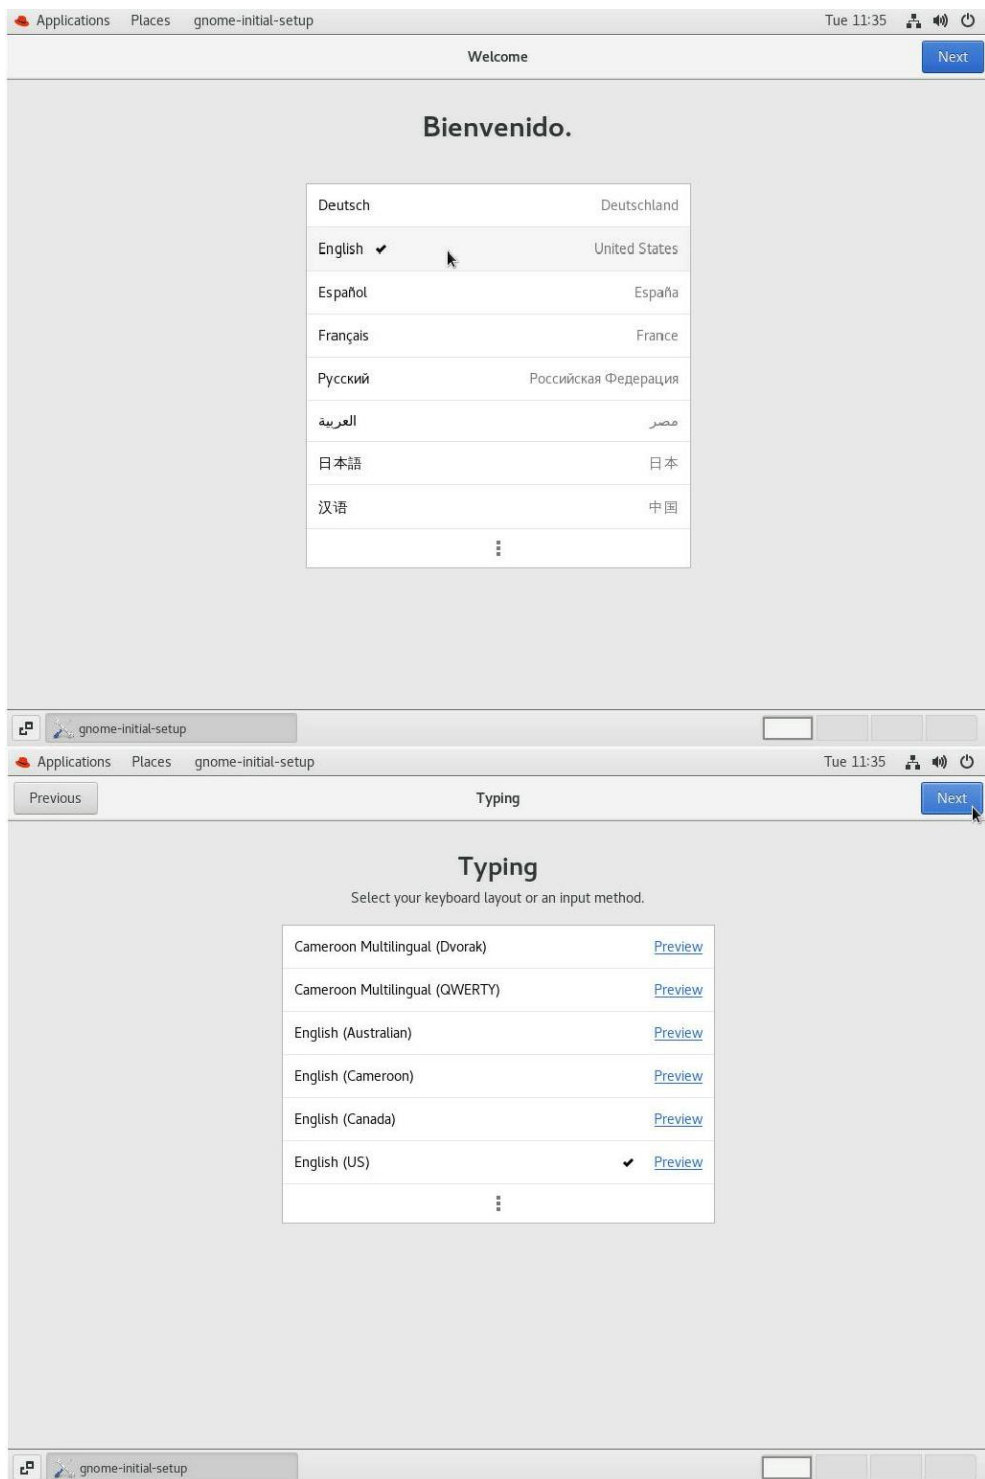 Applications Places gnome-initial-setup Tue 11:35
Welcome Next
Bienvenido.
Deutsch Deutschland
English United States
Español España
Français France
Русский Российская Федерация
العربية مصر
日本語 日本
汉语 中国
gnome-initial-setup
Applications Places gnome-initial-setup Tue 11:35
Previous Typing Next
Typing
Select your keyboard layout or an input method.
Cameroon Multilingual (Dvorak) Preview
Cameroon Multilingual (QWERTY) Preview
English (Australian) Preview
English (Cameroon) Preview
English (Canada) Preview
English (US) Preview
gnome-initial-setup